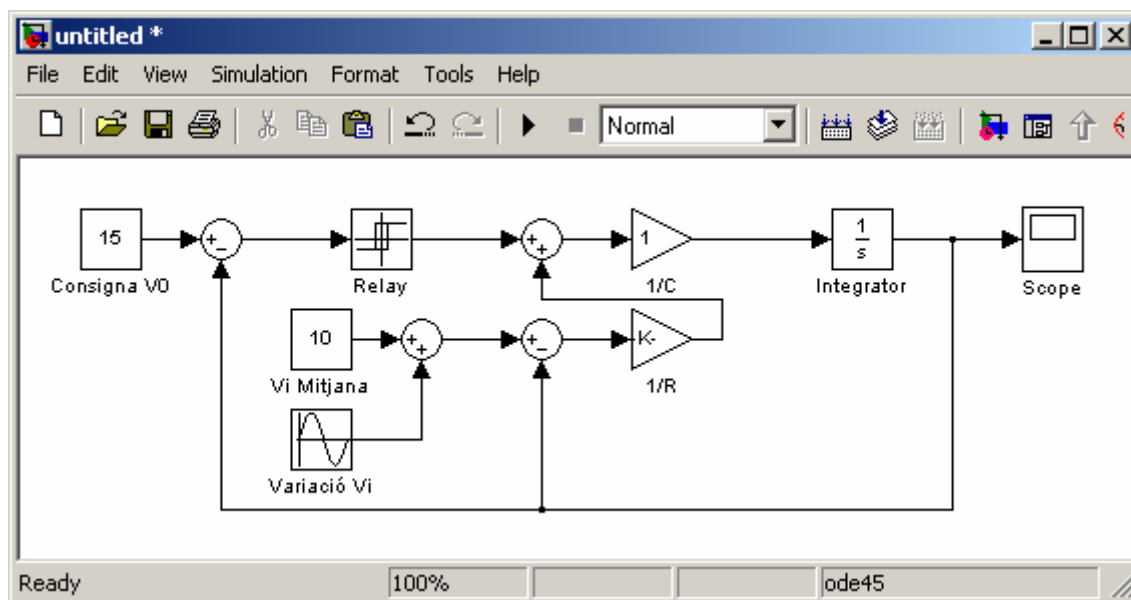 untitled *
File Edit View Simulation Format Tools Help
Normal
15
Consigna V0
Relay
1
1/C
1
s
Integrator
Scope
10
Vi Mitjana
K-
1/R
Variació Vi
Ready 100% ode45